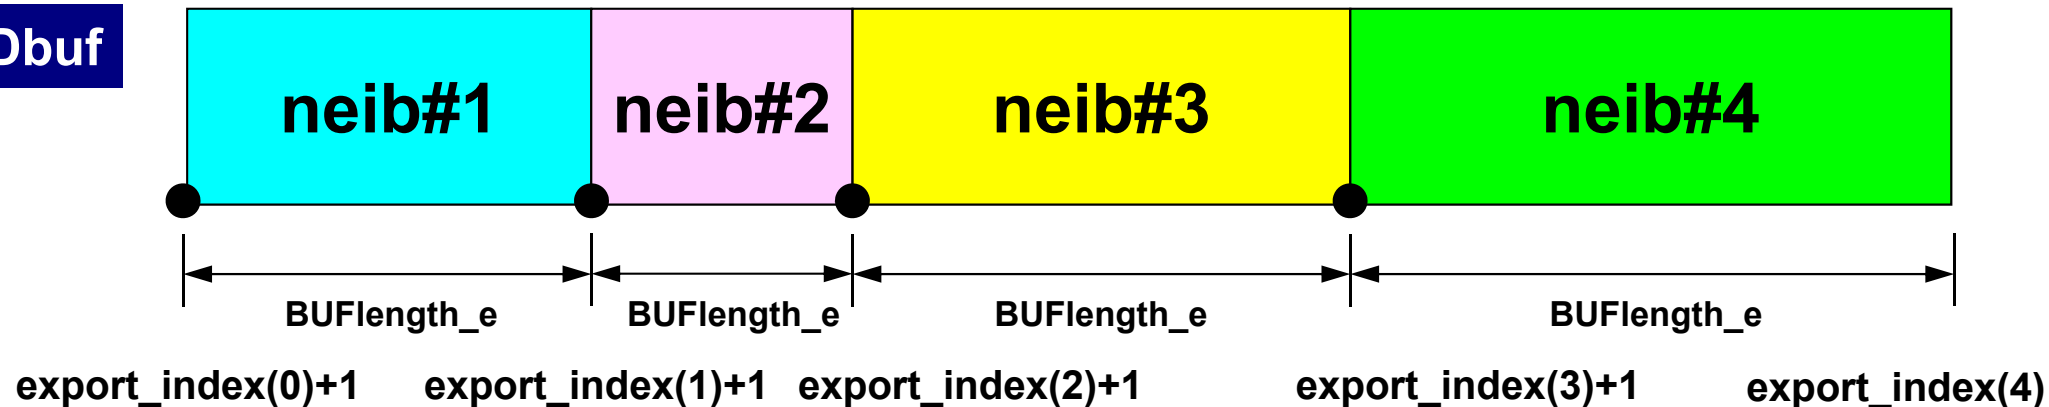 Dbuf
neib#1 neib#2 neib#3 neib#4
BUFlength_e BUFlength_e BUFlength_e BUFlength_e
export_index(0)+1 export_index(1)+1 export_index(2)+1 export_index(3)+1 export_index(4)